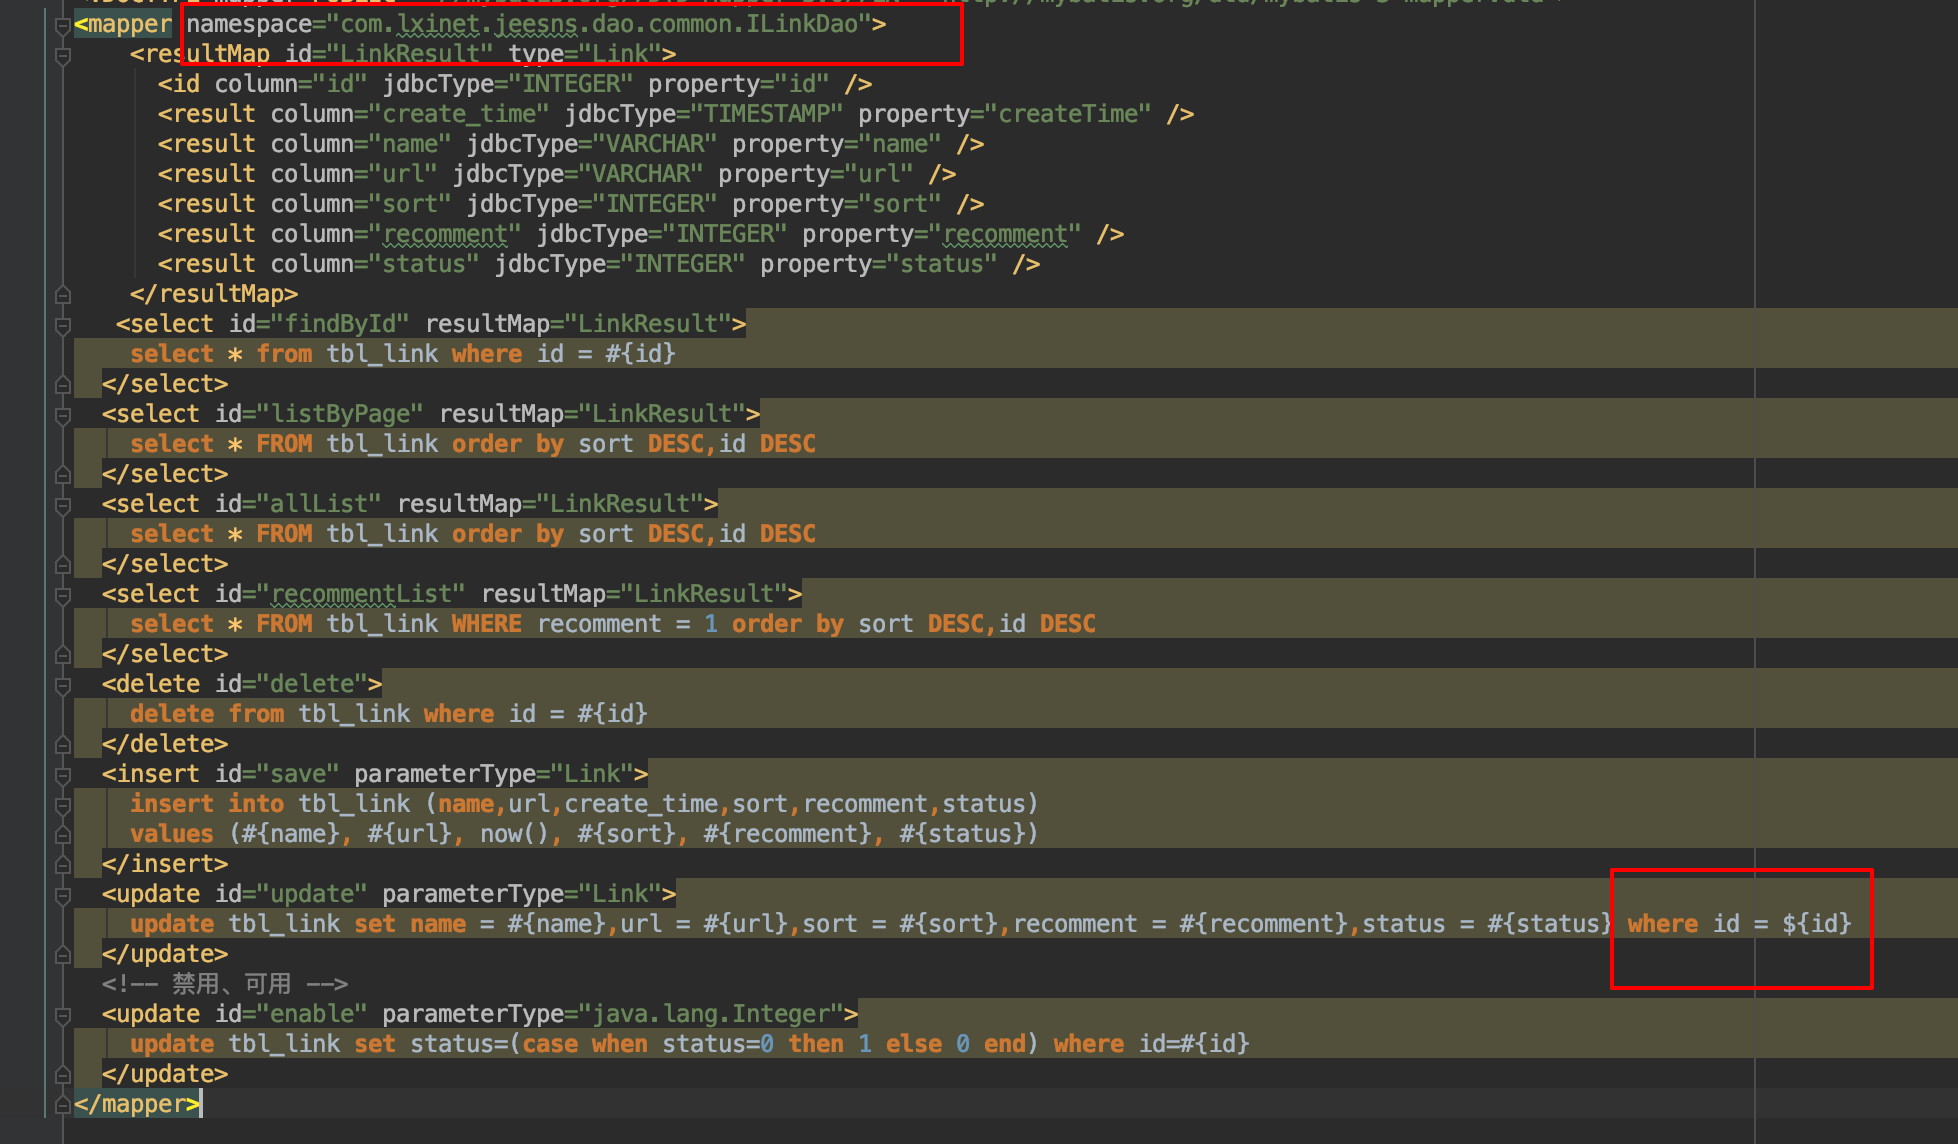 <mapper namespace="com.lxinet.jeesns.dao.common.ILinkDao">
<resultMap id="LinkResult" type="Link">
<id column="id" jdbcType="INTEGER" property="id" />
<result column="create_time" jdbcType="TIMESTAMP" property="createTime" />
<result column="name" jdbcType="VARCHAR" property="name" />
<result column="url" jdbcType="VARCHAR" property="url" />
<result column="sort" jdbcType="INTEGER" property="sort" />
<result column="recomment" jdbcType="INTEGER" property="recomment" />
<result column="status" jdbcType="INTEGER" property="status" />
</resultMap>
<select id="findById" resultMap="LinkResult">
select * from tbl_link where id = #{id}
</select>
<select id="listByPage" resultMap="LinkResult">
select * FROM tbl_link order by sort DESC,id DESC
</select>
<select id="allList" resultMap="LinkResult">
select * FROM tbl_link order by sort DESC,id DESC
</select>
<select id="recommentList" resultMap="LinkResult">
select * FROM tbl_link WHERE recomment = 1 order by sort DESC,id DESC
</select>
<delete id="delete">
delete from tbl_link where id = #{id}
</delete>
<insert id="save" parameterType="Link">
insert into tbl_link (name,url,create_time,sort,recomment,status)
values (#{name}, #{url}, now(), #{sort}, #{recomment}, #{status})
</insert>
<update id="update" parameterType="Link">
update tbl_link set name = #{name},url = #{url},sort = #{sort},recomment = #{recomment},status = #{status} where id = ${id}
</update>
<!-- 禁用、可用 -->
<update id="enable" parameterType="java.lang.Integer">
update tbl_link set status=(case when status=0 then 1 else 0 end) where id=#{id}
</update>
</mapper>